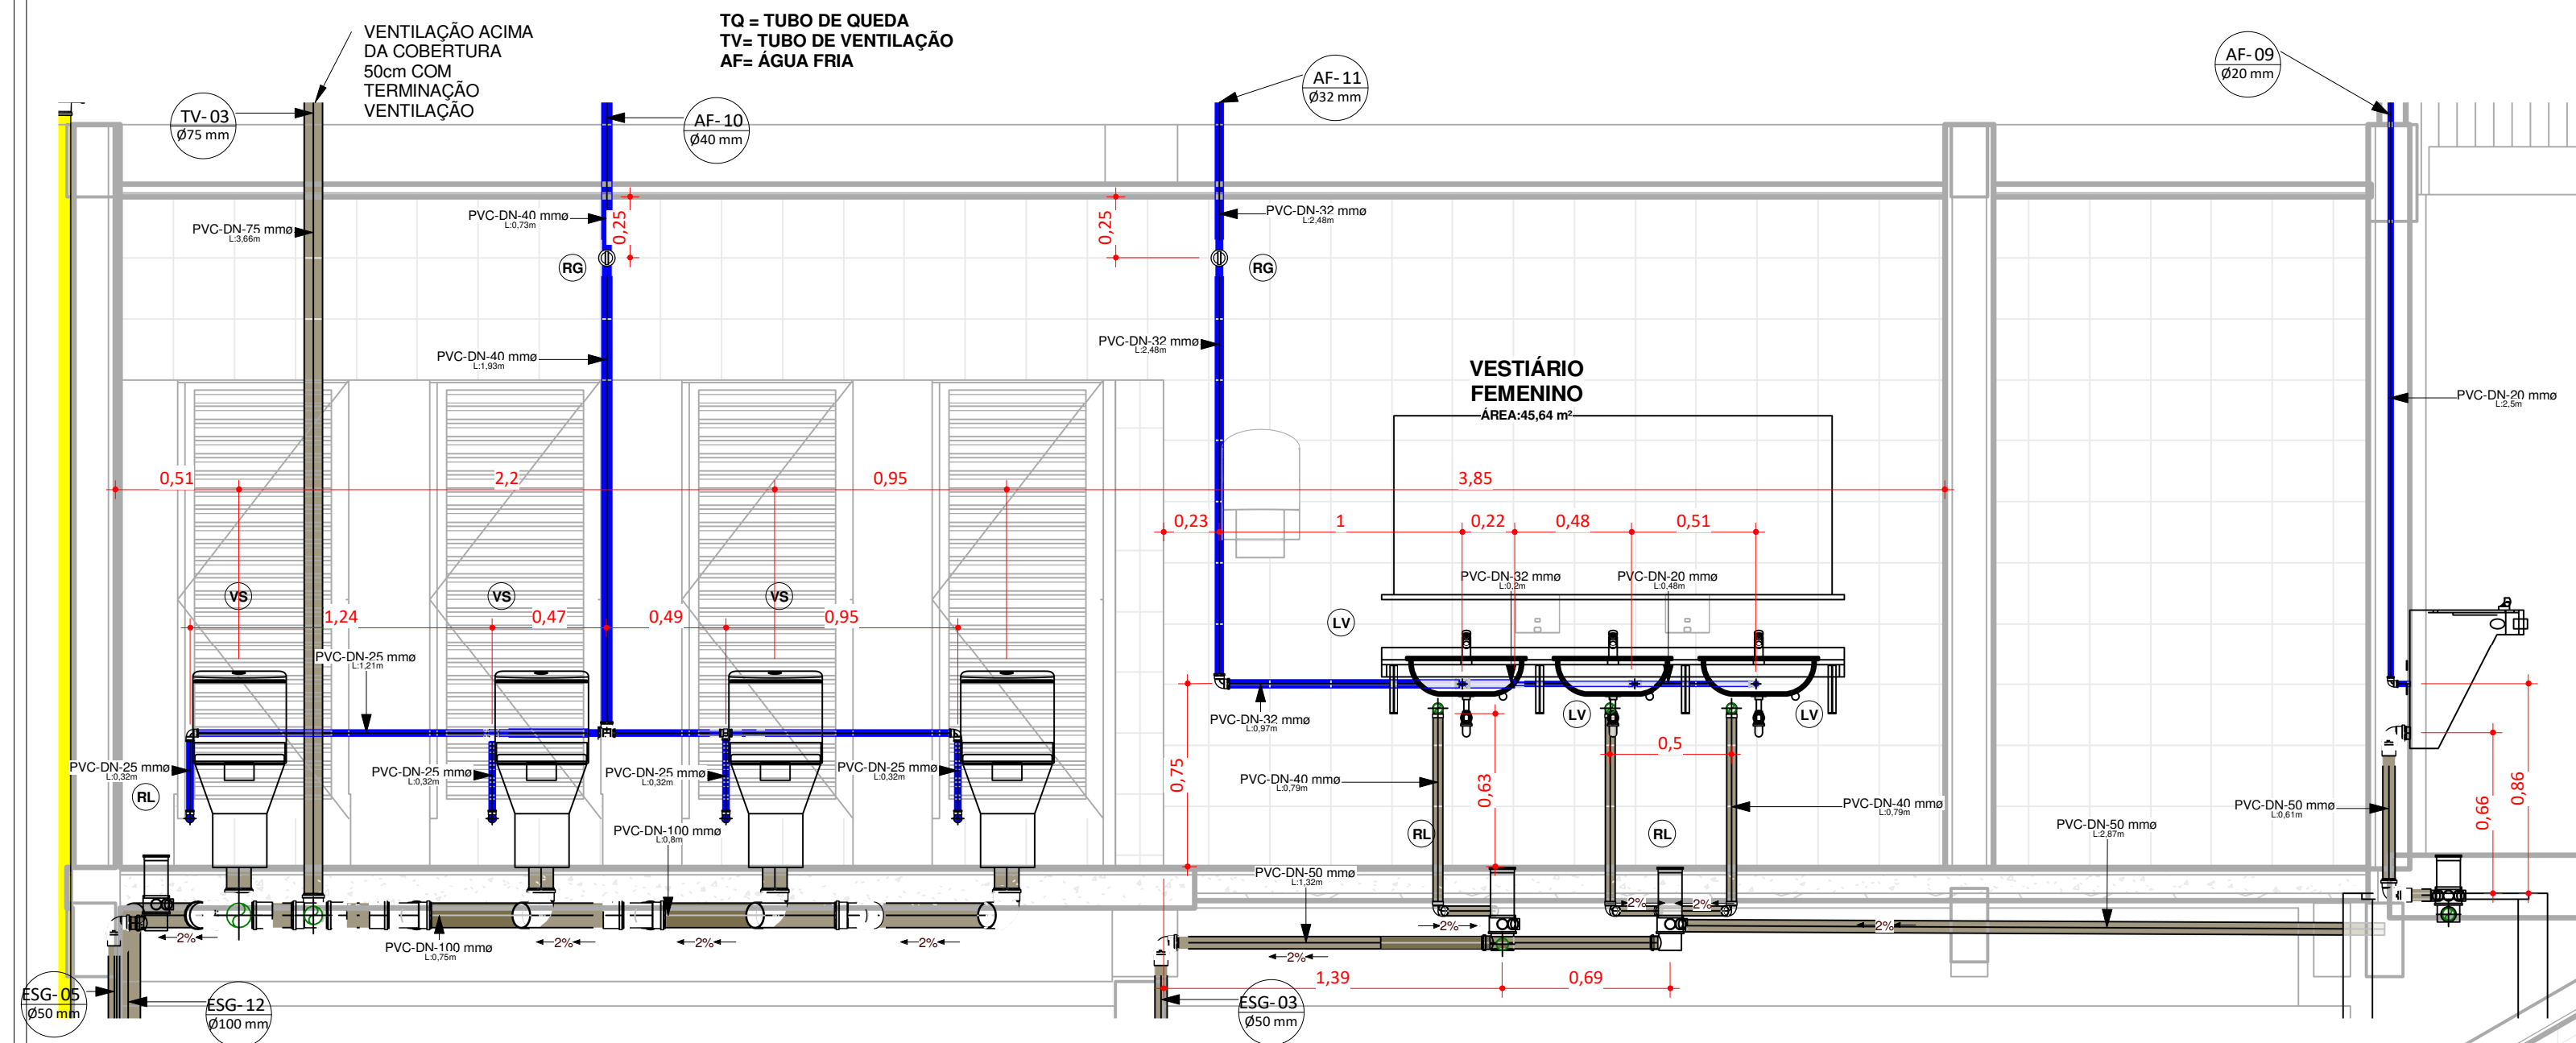 TQ = TUBO DE QUEDA
TV= TUBO DE VENTILAÇÃO
AF= ÁGUA FRIA
VENTILAÇÃO ACIMA
DA COBERTURA
50cm COM
TERMINAÇÃO
VENTILAÇÃO
TV-03
Ø75 mm
AF-10
Ø40 mm
AF-11
Ø32 mm
AF-09
Ø20 mm
PVC-DN-75 mmø
L:3,66m
PVC-DN-40 mmø
L:0,73m
0,25
0,25
PVC-DN-32 mmø
L:2,48m
RG
RG
PVC-DN-40 mmø
L:1,93m
PVC-DN-32 mmø
L:2,48m
VESTIÁRIO
FEMENINO
ÁREA:45,64 m²
PVC-DN-20 mmø
L:2,5m
0,51
2,2
0,95
3,85
0,23
1
0,22
0,48
0,51
PVC-DN-32 mmø
L:0,2m
PVC-DN-20 mmø
L:0,48m
VS
VS
VS
1,24
0,47
0,49
0,95
LV
PVC-DN-25 mmø
L:1,21m
PVC-DN-32 mmø
L:0,97m
LV
LV
0,5
PVC-DN-25 mmø
L:0,32m
PVC-DN-25 mmø
L:0,32m
PVC-DN-25 mmø
L:0,32m
PVC-DN-25 mmø
L:0,32m
0,75
PVC-DN-40 mmø
L:0,79m
0,63
0,86
0,66
RL
PVC-DN-40 mmø
L:0,79m
PVC-DN-50 mmø
L:0,61m
PVC-DN-100 mmø
L:0,8m
RL
RL
PVC-DN-50 mmø
L:2,87m
PVC-DN-50 mmø
L:1,32m
2%
2%
2%
2%
2%
2%
2%
2%
2%
PVC-DN-100 mmø
L:0,75m
1,39
0,69
ESG-05
Ø50 mm
ESG-12
Ø100 mm
ESG-03
Ø50 mm